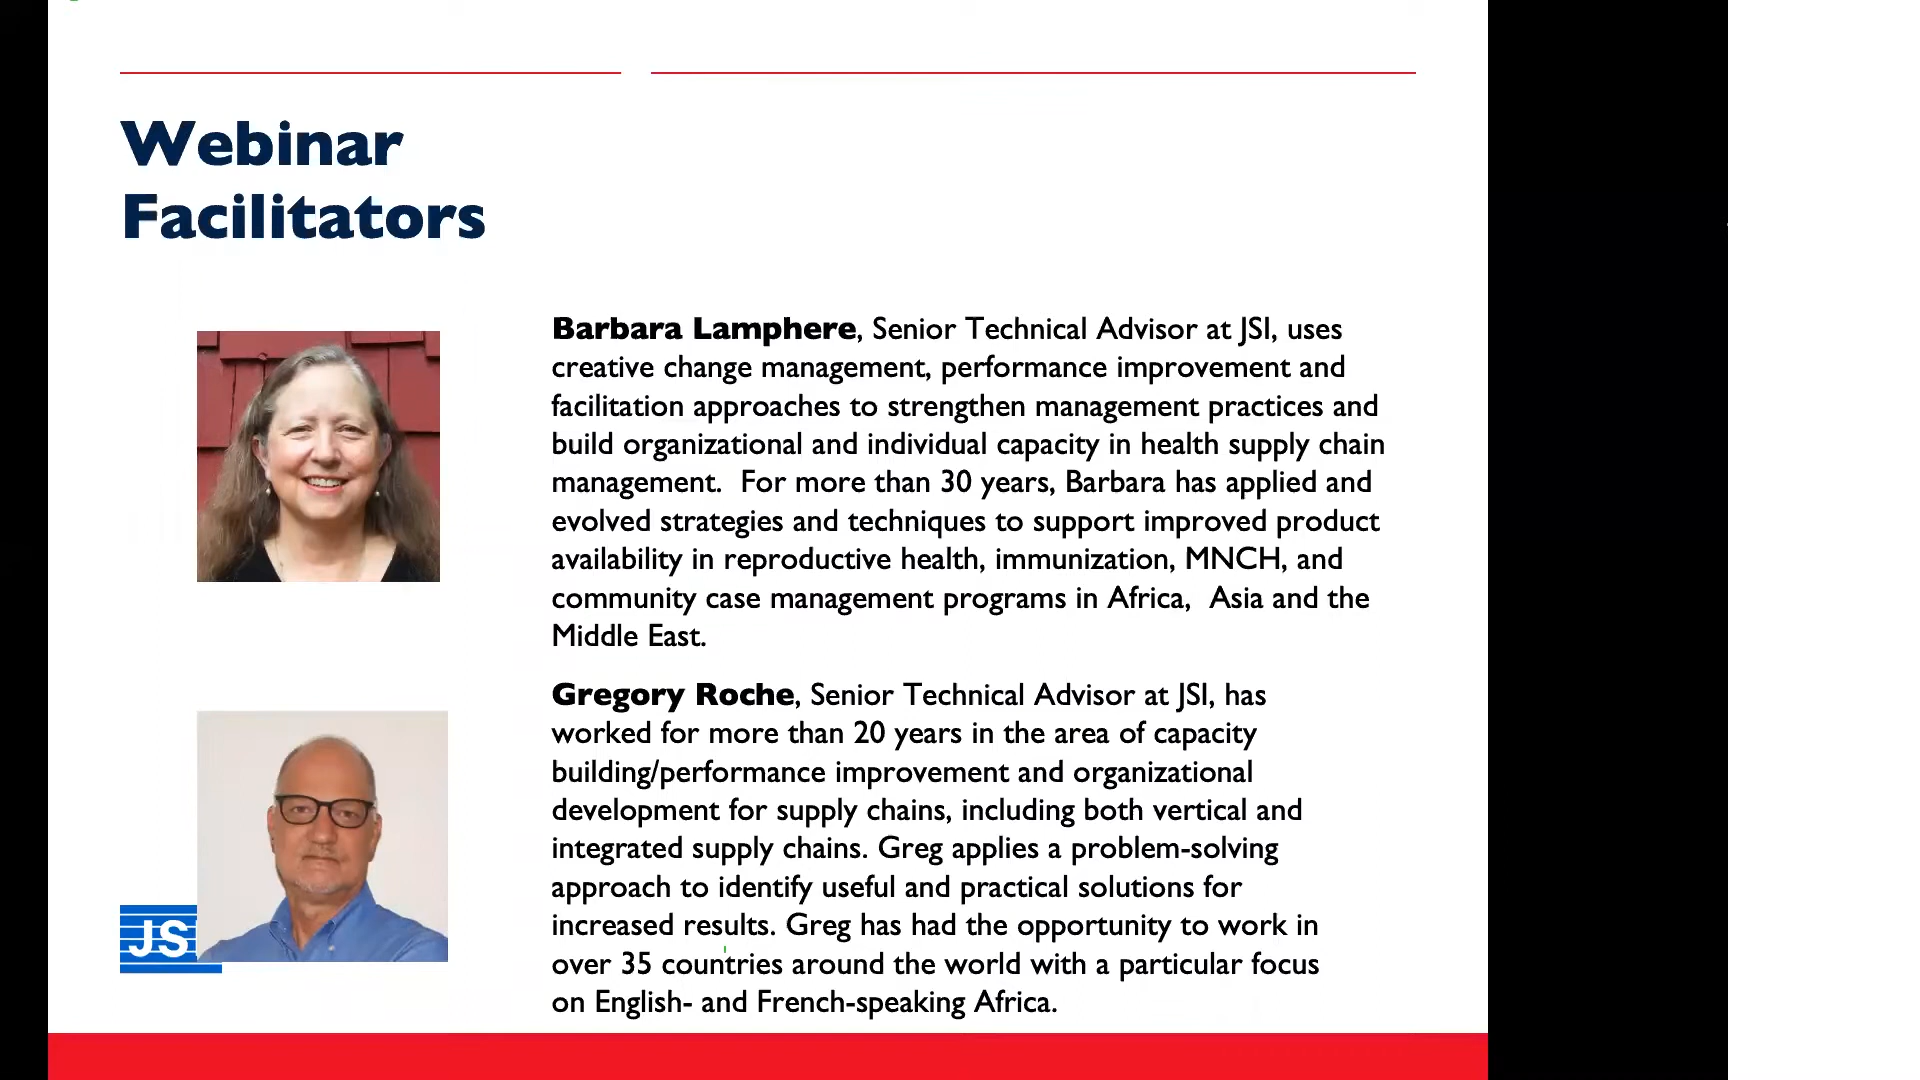 Webinar
Facilitators
Barbara Lamphere, Senior Technical Advisor at JSI, uses
creative change management, performance improvement and
facilitation approaches to strengthen management practices and
build organizational and individual capacity in health supply chain
management.  For more than 30 years, Barbara has applied and
evolved strategies and techniques to support improved product
availability in reproductive health, immunization, MNCH, and
community case management programs in Africa,  Asia and the
Middle East.
Gregory Roche, Senior Technical Advisor at JSI, has
worked for more than 20 years in the area of capacity
building/performance improvement and organizational
development for supply chains, including both vertical and
integrated supply chains. Greg applies a problem-solving
approach to identify useful and practical solutions for
increased results. Greg has had the opportunity to work in
over 35 countries around the world with a particular focus
on English- and French-speaking Africa.
JS